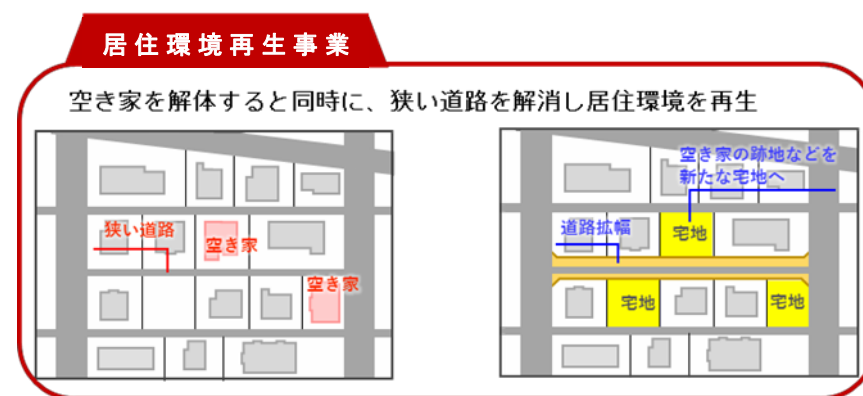 居住環境再生事業
空き家を解体すると同時に、狭い道路を解消し居住環境を再生
狭い道路
空き家
空き家
空き家の跡地などを
新たな宅地へ
道路拡幅
宅地
宅地
宅地